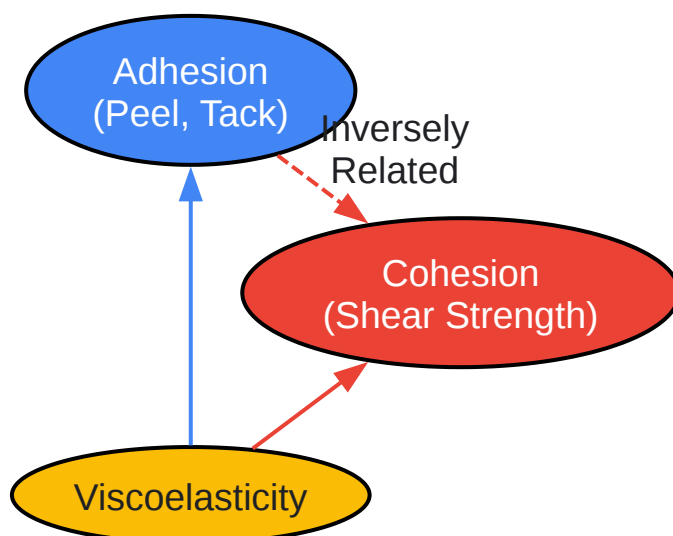 Adhesion
(Peel, Tack)
Inversely
Related
Cohesion
(Shear Strength)
Viscoelasticity